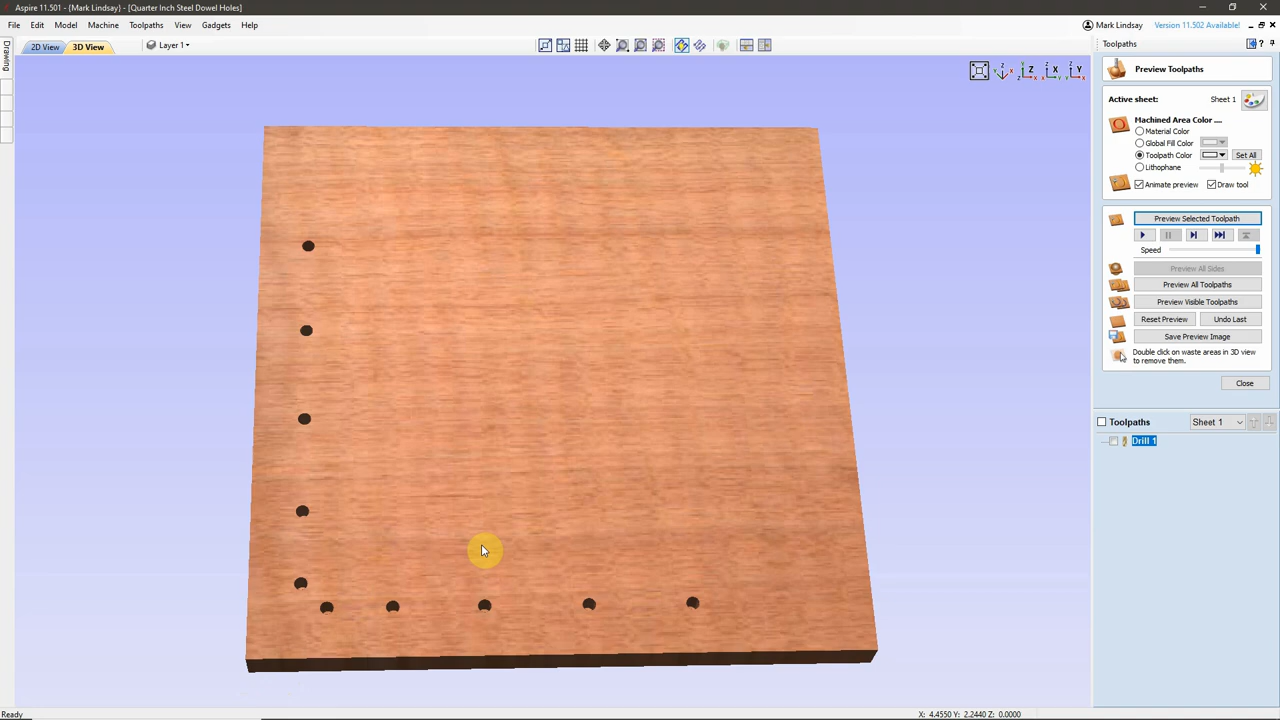 Aspire 11.501 - (Mark Lindsay) - [Quarter Inch Steel Dowel Holes]
File Edit Model Machine Toolpaths View Gadgets Help
Mark Lindsay Version 11.502 Available!
Drawing
2D View 3D View Layer 1
Z Z X Y
Toolpaths
Preview Toolpaths
Active sheet: Sheet 1
Machined Area Color ....
Material Color
Global Fill Color
Toolpath Color Set All
Lithophane
Animate preview Draw tool
Preview Selected Toolpath
Speed
Preview All Sides
Preview All Toolpaths
Preview Visible Toolpaths
Reset Preview Undo Last
Save Preview Image
Double click on waste areas in 3D view
to remove them.
Close
Toolpaths Sheet 1
Drill 1
Ready
X: 4.4550 Y: 2.2440 Z: 0.0000